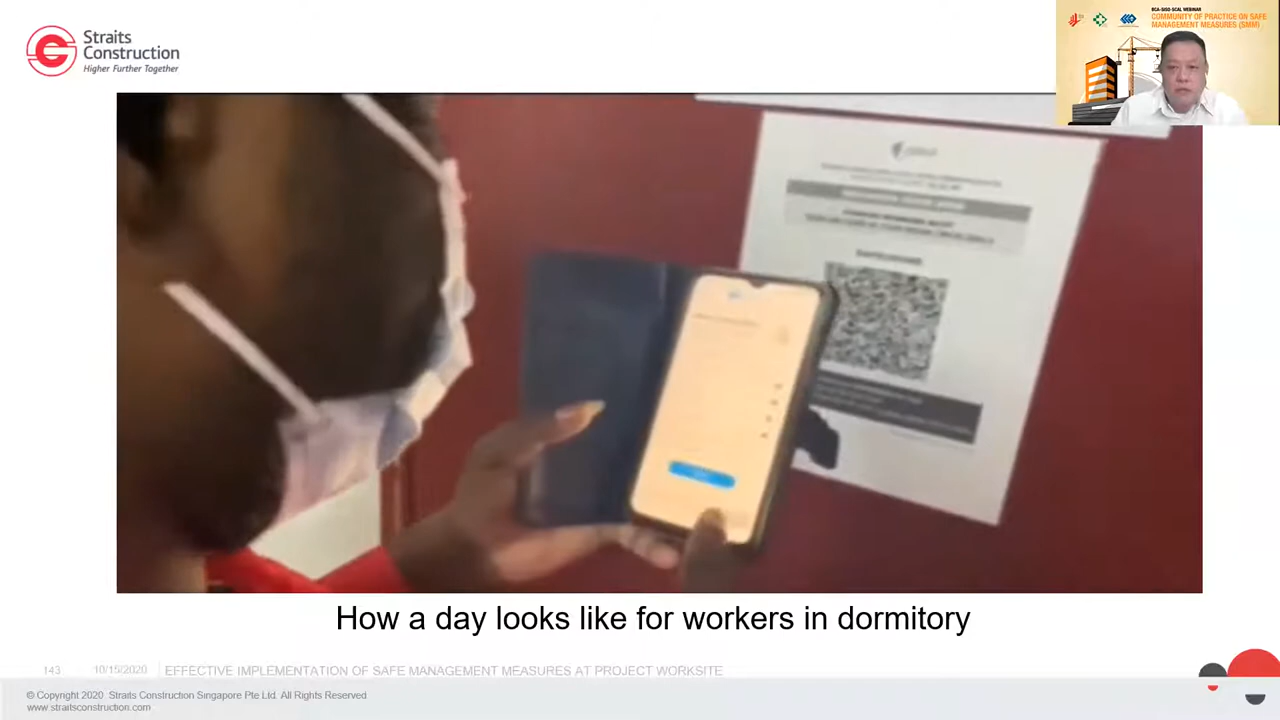 Straits
Construction
Higher Further Together
BCA-SISO-SCAL WEBINAR
COMMUNITY OF PRACTICE ON SAFE
MANAGEMENT MEASURES (SMM)
How a day looks like for workers in dormitory
143 10/15/2020 EFFECTIVE IMPLEMENTATION OF SAFE MANAGEMENT MEASURES AT PROJECT WORKSITE
© Copyright 2020 Straits Construction Singapore Pte Ltd. All Rights Reserved
www.straitsconstruction.com